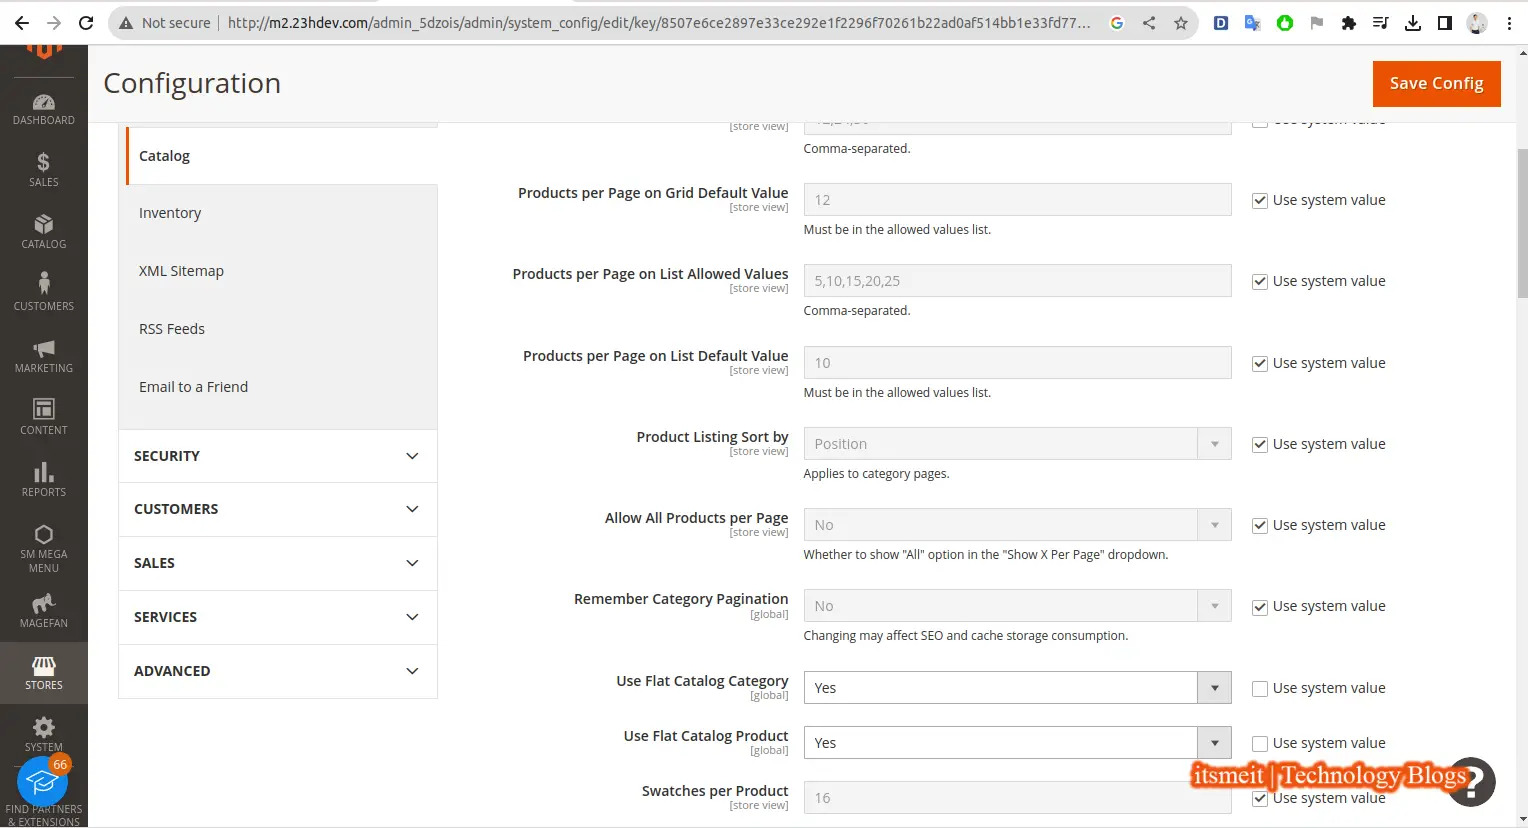 Not secure
http://m2.23hdev.com/admin_5dzois/admin/system_config/edit/key/8507e6ce2897e33ce292e1f2296f70261b22ad0af514bb1e33fd77...
Configuration
Save Config
DASHBOARD
SALES
CATALOG
CUSTOMERS
MARKETING
CONTENT
REPORTS
SM MEGA
MENU
MAGEFAN
STORES
SYSTEM
66
FIND PARTNERS
& EXTENSIONS
Catalog
Inventory
XML Sitemap
RSS Feeds
Email to a Friend
SECURITY
CUSTOMERS
SALES
SERVICES
ADVANCED
[store view]
Use system value
Comma-separated.
Products per Page on Grid Default Value
[store view]
12
Use system value
Must be in the allowed values list.
Products per Page on List Allowed Values
[store view]
5,10,15,20,25
Use system value
Comma-separated.
Products per Page on List Default Value
[store view]
10
Use system value
Must be in the allowed values list.
Product Listing Sort by
[store view]
Position
Use system value
Applies to category pages.
Allow All Products per Page
[store view]
No
Use system value
Whether to show "All" option in the "Show X Per Page" dropdown.
Remember Category Pagination
[global]
No
Use system value
Changing may affect SEO and cache storage consumption.
Use Flat Catalog Category
[global]
Yes
Use system value
Use Flat Catalog Product
[global]
Yes
Use system value
itsmeit | Technology Blogs
?
Swatches per Product
[store view]
16
Use system value